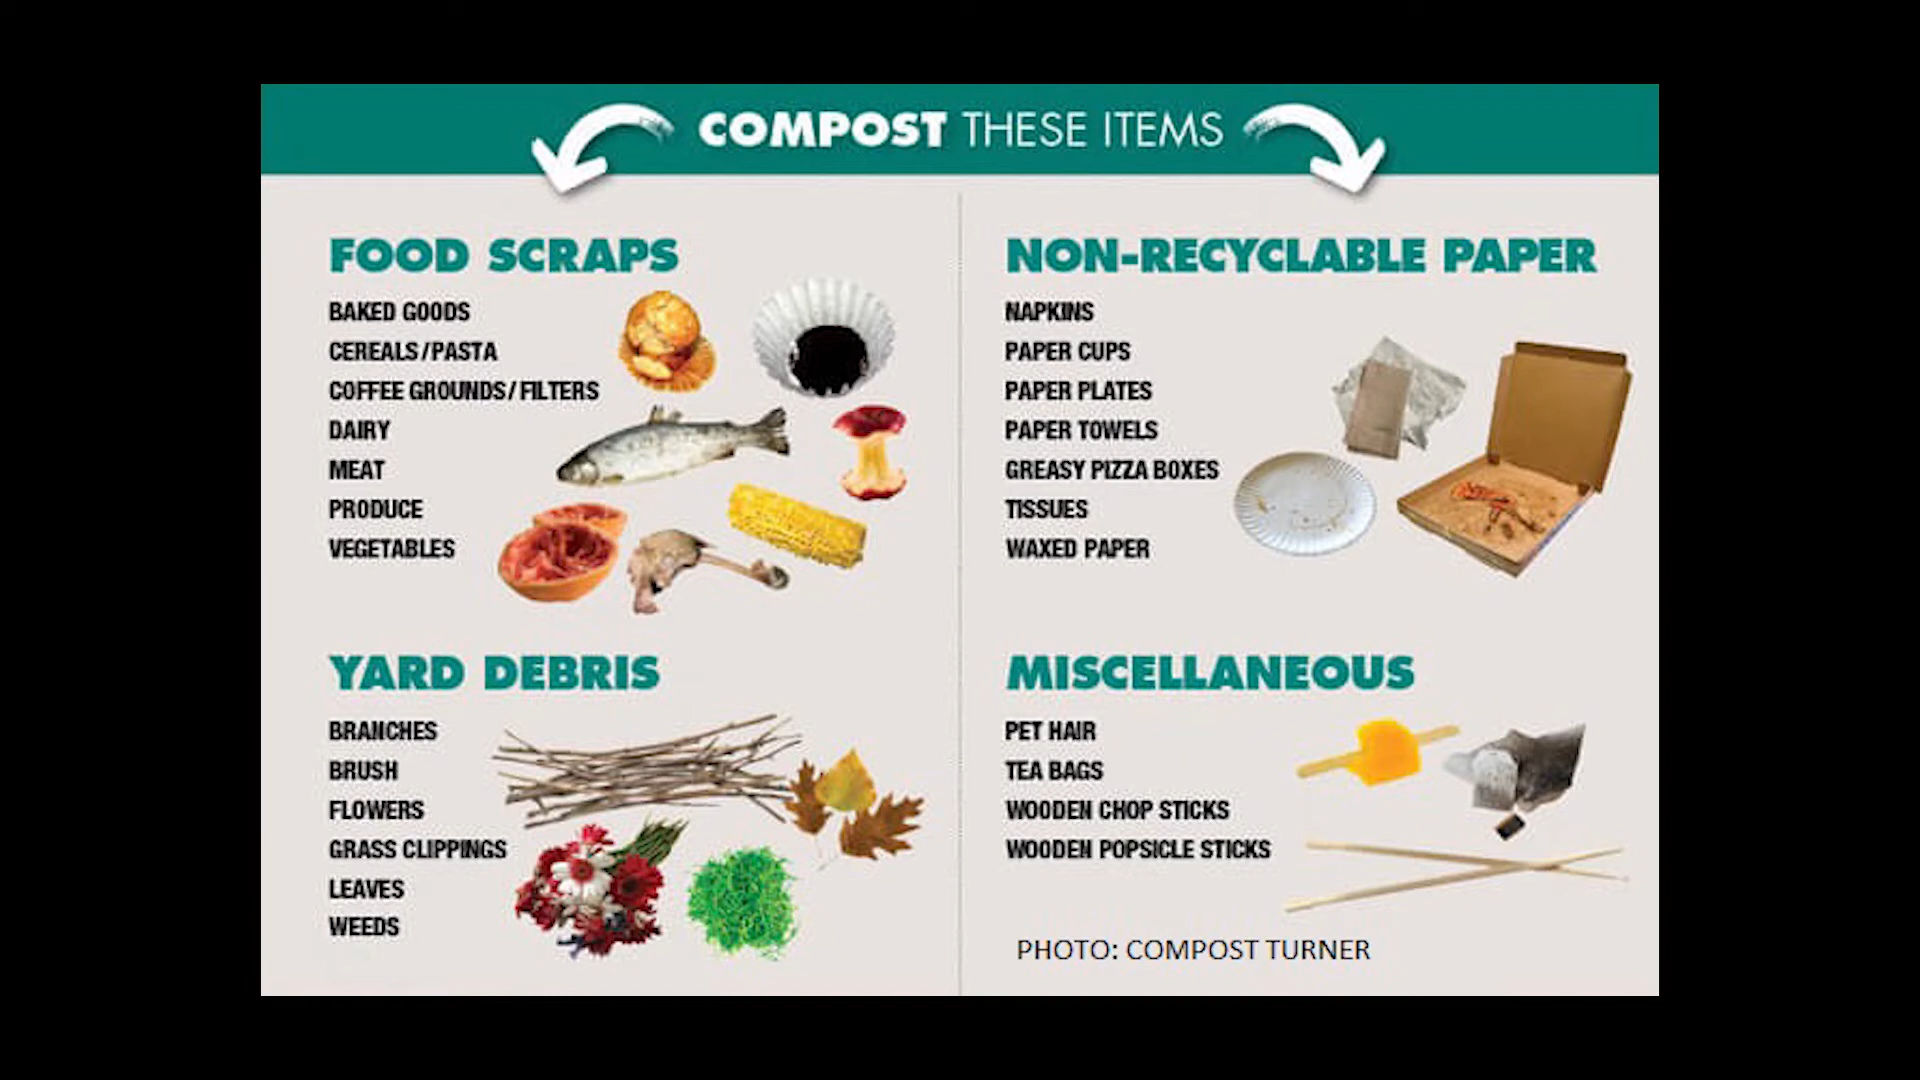 COMPOST THESE ITEMS
FOOD SCRAPS
BAKED GOODS
CEREALS/PASTA
COFFEE GROUNDS/FILTERS
DAIRY
MEAT
PRODUCE
VEGETABLES
YARD DEBRIS
BRANCHES
BRUSH
FLOWERS
GRASS CLIPPINGS
LEAVES
WEEDS
NON-RECYCLABLE PAPER
NAPKINS
PAPER CUPS
PAPER PLATES
PAPER TOWELS
GREASY PIZZA BOXES
TISSUES
WAXED PAPER
MISCELLANEOUS
PET HAIR
TEA BAGS
WOODEN CHOP STICKS
WOODEN POPSICLE STICKS
PHOTO: COMPOST TURNER